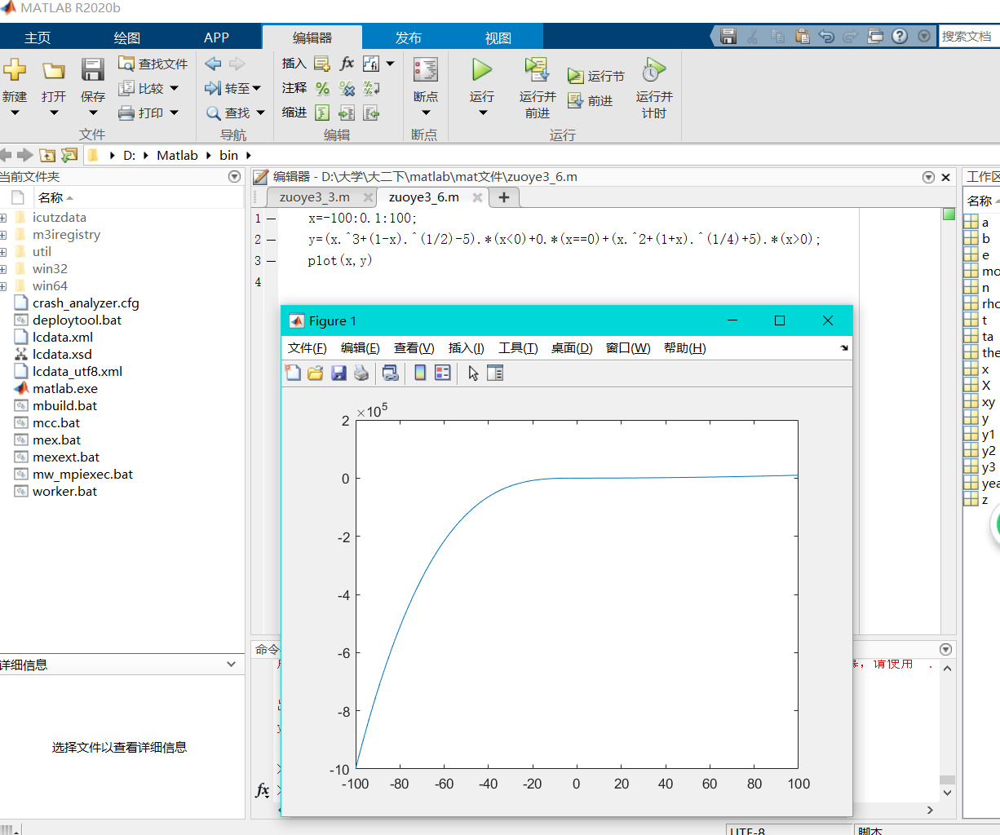 MATLAB R2020b
主页 绘图 APP 编辑器 发布 视图 搜索文档
新建 打开 保存 查找文件 比较 打印 文件
转至 查找 导航
插入 fx 注释 缩进 编辑
断点 断点
运行 运行并前进 运行节 前进 运行并计时 运行
D: Matlab bin
当前文件夹
名称
icutzdata
m3iregistry
util
win32
win64
crash_analyzer.cfg
deploytool.bat
lcdata.xml
lcdata.xsd
lcdata_utf8.xml
matlab.exe
mbuild.bat
mcc.bat
mex.bat
mexext.bat
mw_mpiexec.bat
worker.bat
详细信息
选择文件以查看详细信息
编辑器 - D:\大学\大二下\matlab\mat文件\zuoye3_6.m
zuoye3_3.m zuoye3_6.m
1 x=-100:0.1:100;
2 y=(x.^3+(1-x).^(1/2)-5).*(x<0)+0.*(x==0)+(x.^2+(1+x).^(1/4)+5).*(x>0);
3 plot(x,y)
4
Figure 1
文件(F) 编辑(E) 查看(V) 插入(I) 工具(T) 桌面(D) 窗口(W) 帮助(H)
×10⁵
2
0
-2
-4
-6
-8
-10
-100 -80 -60 -40 -20 0 20 40 60 80 100
命令
，请使用 .
fx
工作区
名称
a
b
e
mo
n
rho
t
ta
the
x
X
xy
y
y1
y2
y3
yea
z
UTF-8 脚本